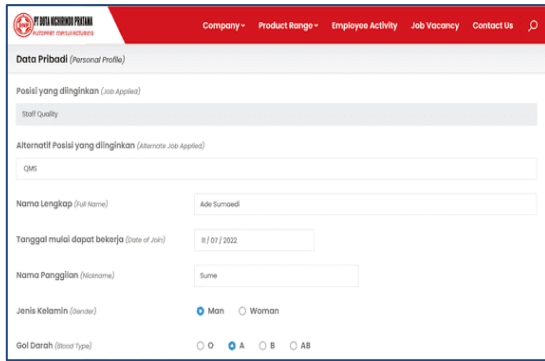 PT DUTA NICHIRINDO PRATAMA
AUTOPART MANUFACTURING
Company Product Range Employee Activity Job Vacancy Contact Us
Data Pribadi (Personal Profile)
Posisi yang diinginkan (Job Applied)
Staff Quality
Alternatif Posisi yang diinginkan (Alternate Job Applied)
QMS
Nama Lengkap (Full Name) Ade Sumaedi
Tanggal mulai dapat bekerja (Date of Join) 11 / 07 / 2022
Nama Panggilan (Nickname) Sume
Jenis Kelamin (Gender) Man Woman
Gol Darah (Blood Type) O A B AB